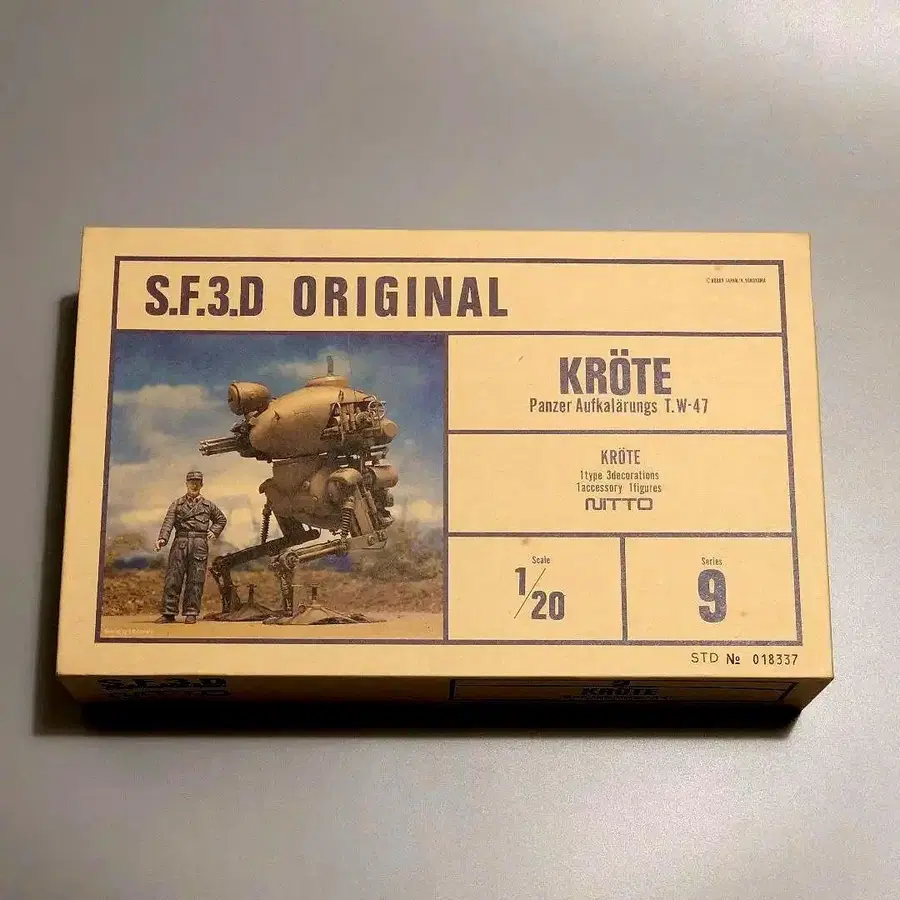 S.F.3.D ORIGINAL
KRÖTE
Panzer Aufkalärungs T.W-47
KRÖTE
1type 3decorations
1accessory 1figures
NITTO
Scale
1/20
Series
9
STD № 018337
S.F.3.D
KRÖTE